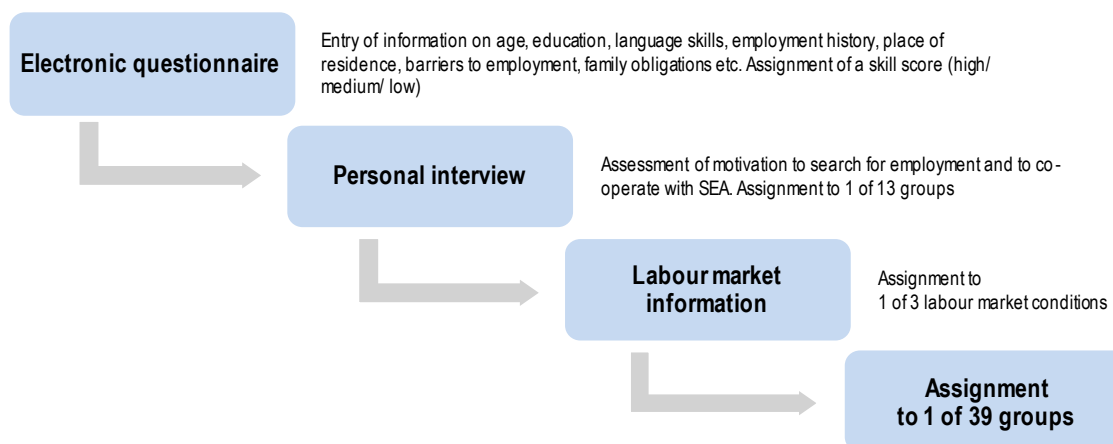 Electronic questionnaire
Entry of information on age, education, language skills, employment history, place of
residence, barriers to employment, family obligations etc. Assignment of a skill score (high/
medium/ low)
Personal interview
Assessment of motivation to search for employment and to co-
operate with SEA. Assignment to 1 of 13 groups
Labour market
information
Assignment to
1 of 3 labour market conditions
Assignment
to 1 of 39 groups